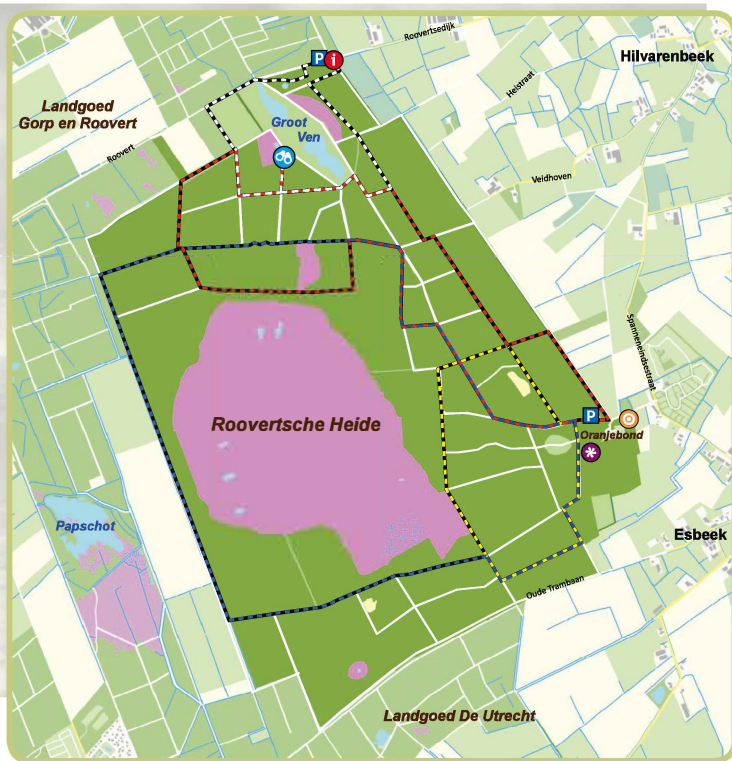 Roovertsedijk
P i
Hilvarenbeek
Heistraat
Landgoed
Gorp en Roovert
Groot
Ven
Roovert
Veldhoven
Spanneneindsestraat
Roovertsche Heide
P
Oranjebond
Papschot
Esbeek
Oude Trambaan
Landgoed De Utrecht